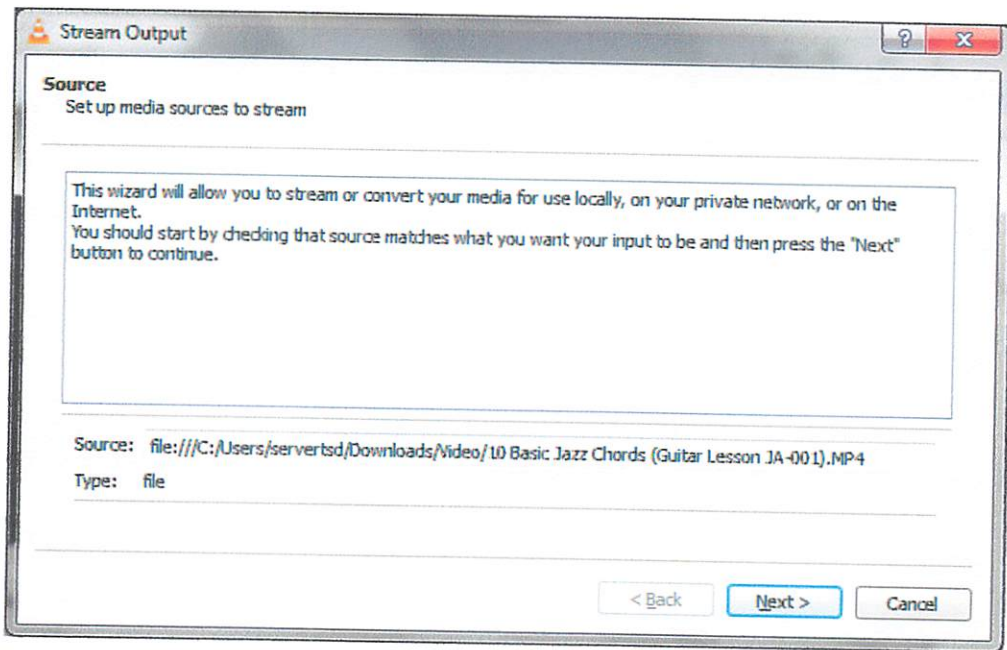 Stream Output
Source
Set up media sources to stream
This wizard will allow you to stream or convert your media for use locally, on your private network, or on the
Internet.
You should start by checking that source matches what you want your input to be and then press the "Next"
button to continue.
Source: file:///C:/Users/servertsd/Downloads/Video/10 Basic Jazz Chords (Guitar Lesson JA-001).MP4
Type: file
< Back Next > Cancel